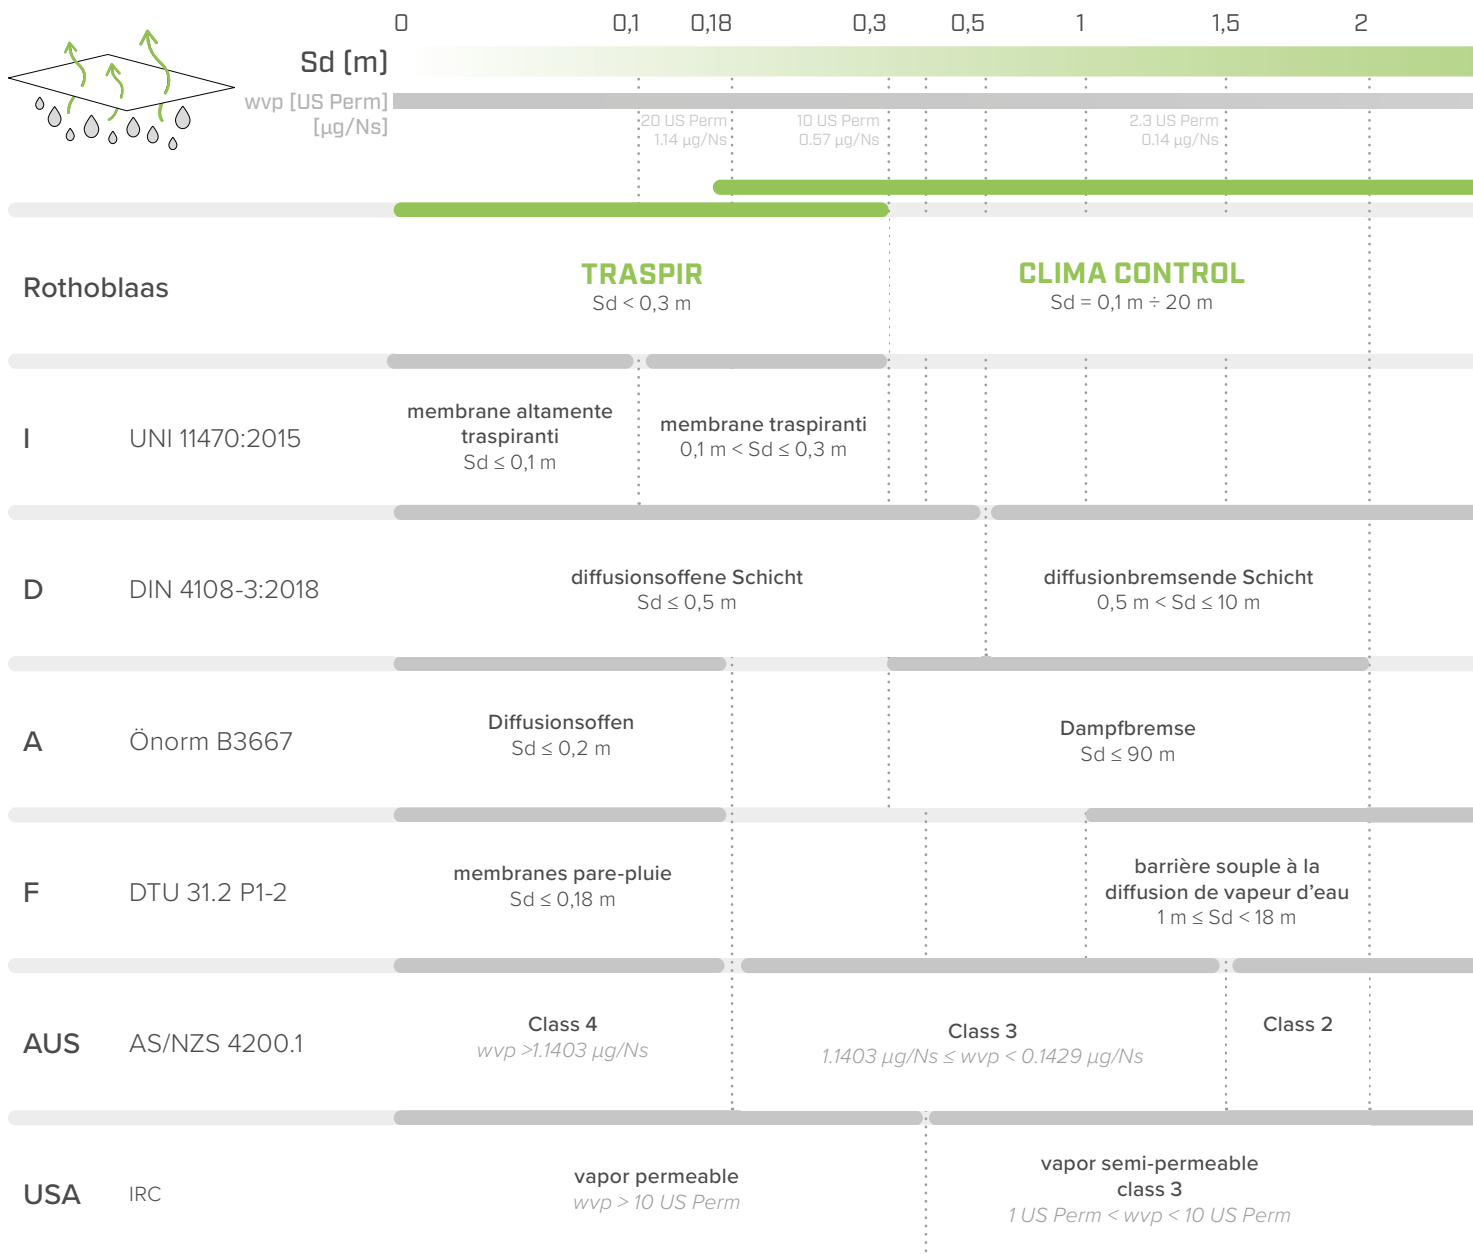 0 0,1 0,18 0,3 0,5 1 1,5 2
Sd [m]
wvp [US Perm]
[µg/Ns]
20 US Perm 10 US Perm 2.3 US Perm
1.14 µg/Ns 0.57 µg/Ns 0.14 µg/Ns
Rothoblaas
TRASPIR
Sd < 0,3 m
CLIMA CONTROL
Sd = 0,1 m ÷ 20 m
I UNI 11470:2015
membrane altamente
traspiranti
Sd ≤ 0,1 m
membrane traspiranti
0,1 m < Sd ≤ 0,3 m
D DIN 4108-3:2018
diffusionsoffene Schicht
Sd ≤ 0,5 m
diffusionbremsende Schicht
0,5 m < Sd ≤ 10 m
A Önorm B3667
Diffusionsoffen
Sd ≤ 0,2 m
Dampfbremse
Sd ≤ 90 m
F DTU 31.2 P1-2
membranes pare-pluie
Sd ≤ 0,18 m
barrière souple à la
diffusion de vapeur d’eau
1 m ≤ Sd < 18 m
AUS AS/NZS 4200.1
Class 4
wvp >1.1403 µg/Ns
Class 3
1.1403 µg/Ns ≤ wvp < 0.1429 µg/Ns
Class 2
USA IRC
vapor permeable
wvp > 10 US Perm
vapor semi-permeable
class 3
1 US Perm < wvp < 10 US Perm